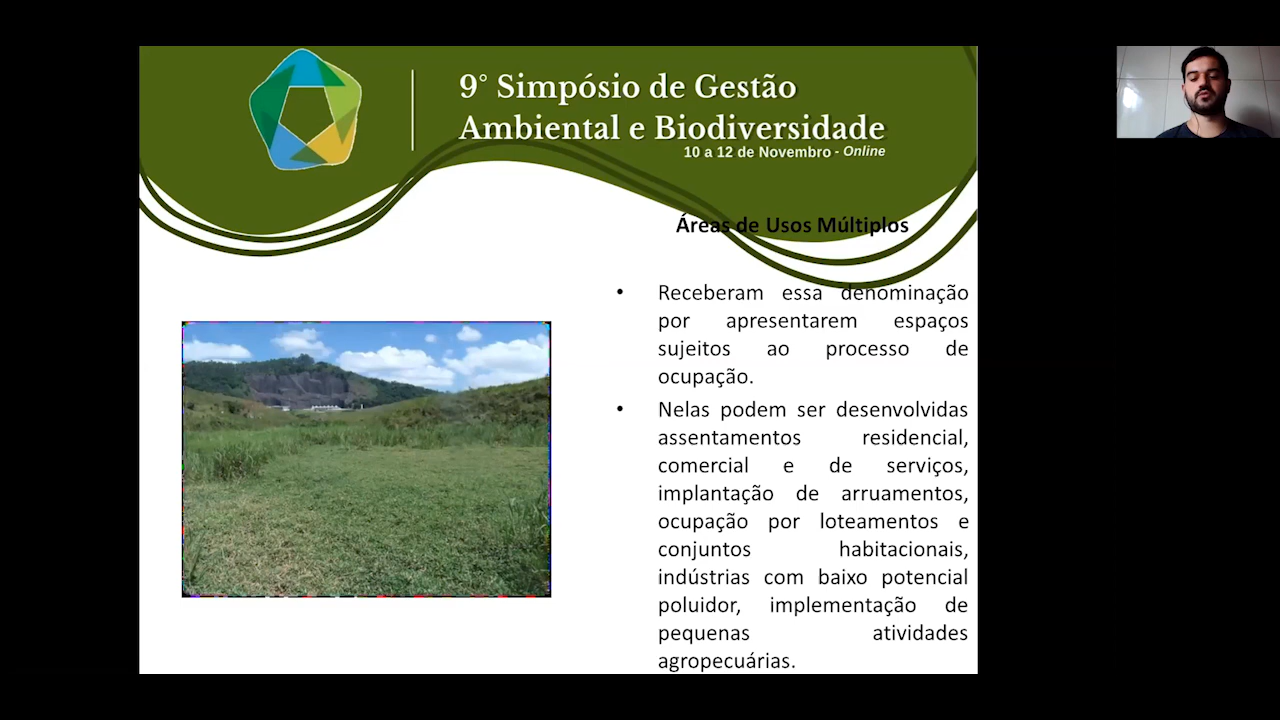 9° Simpósio de Gestão
Ambiental e Biodiversidade
10 a 12 de Novembro - Online
Áreas de Usos Múltiplos
• Receberam essa denominação
por apresentarem espaços
sujeitos ao processo de
ocupação.
• Nelas podem ser desenvolvidas
assentamentos residencial,
comercial e de serviços,
implantação de arruamentos,
ocupação por loteamentos e
conjuntos habitacionais,
indústrias com baixo potencial
poluidor, implementação de
pequenas atividades
agropecuárias.